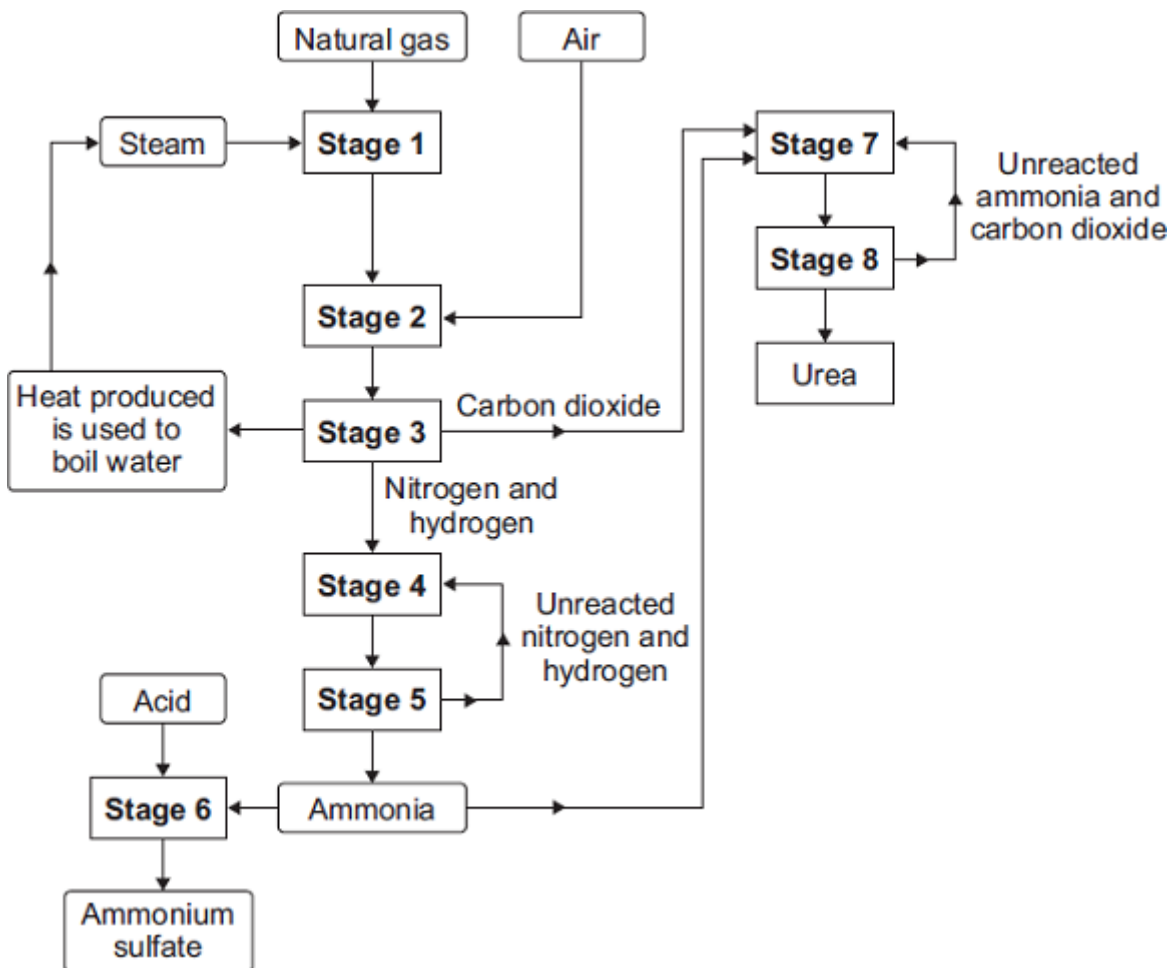 Natural gas
Air
Steam
Stage 1
Stage 7
Unreacted
ammonia and
carbon dioxide
Stage 8
Stage 2
Urea
Heat produced
is used to
boil water
Stage 3
Carbon dioxide
Nitrogen and
hydrogen
Stage 4
Unreacted
nitrogen and
hydrogen
Stage 5
Acid
Stage 6
Ammonia
Ammonium
sulfate